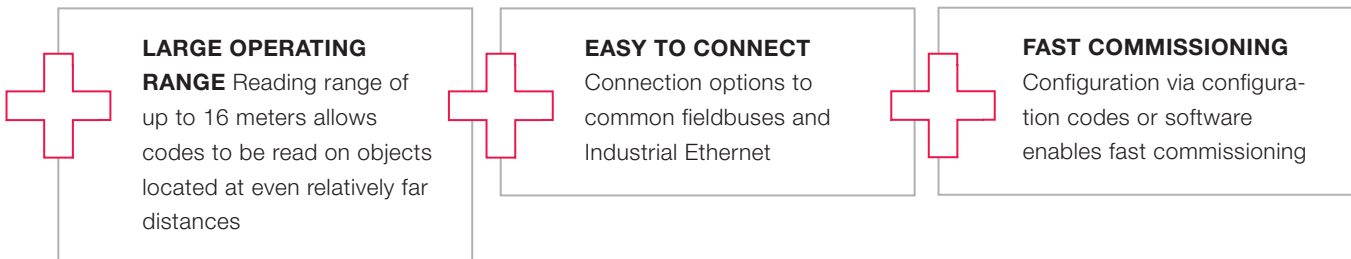 LARGE OPERATING
RANGE Reading range of
up to 16 meters allows
codes to be read on objects
located at even relatively far
distances
EASY TO CONNECT
Connection options to
common fieldbuses and
Industrial Ethernet
FAST COMMISSIONING
Configuration via configura-
tion codes or software
enables fast commissioning